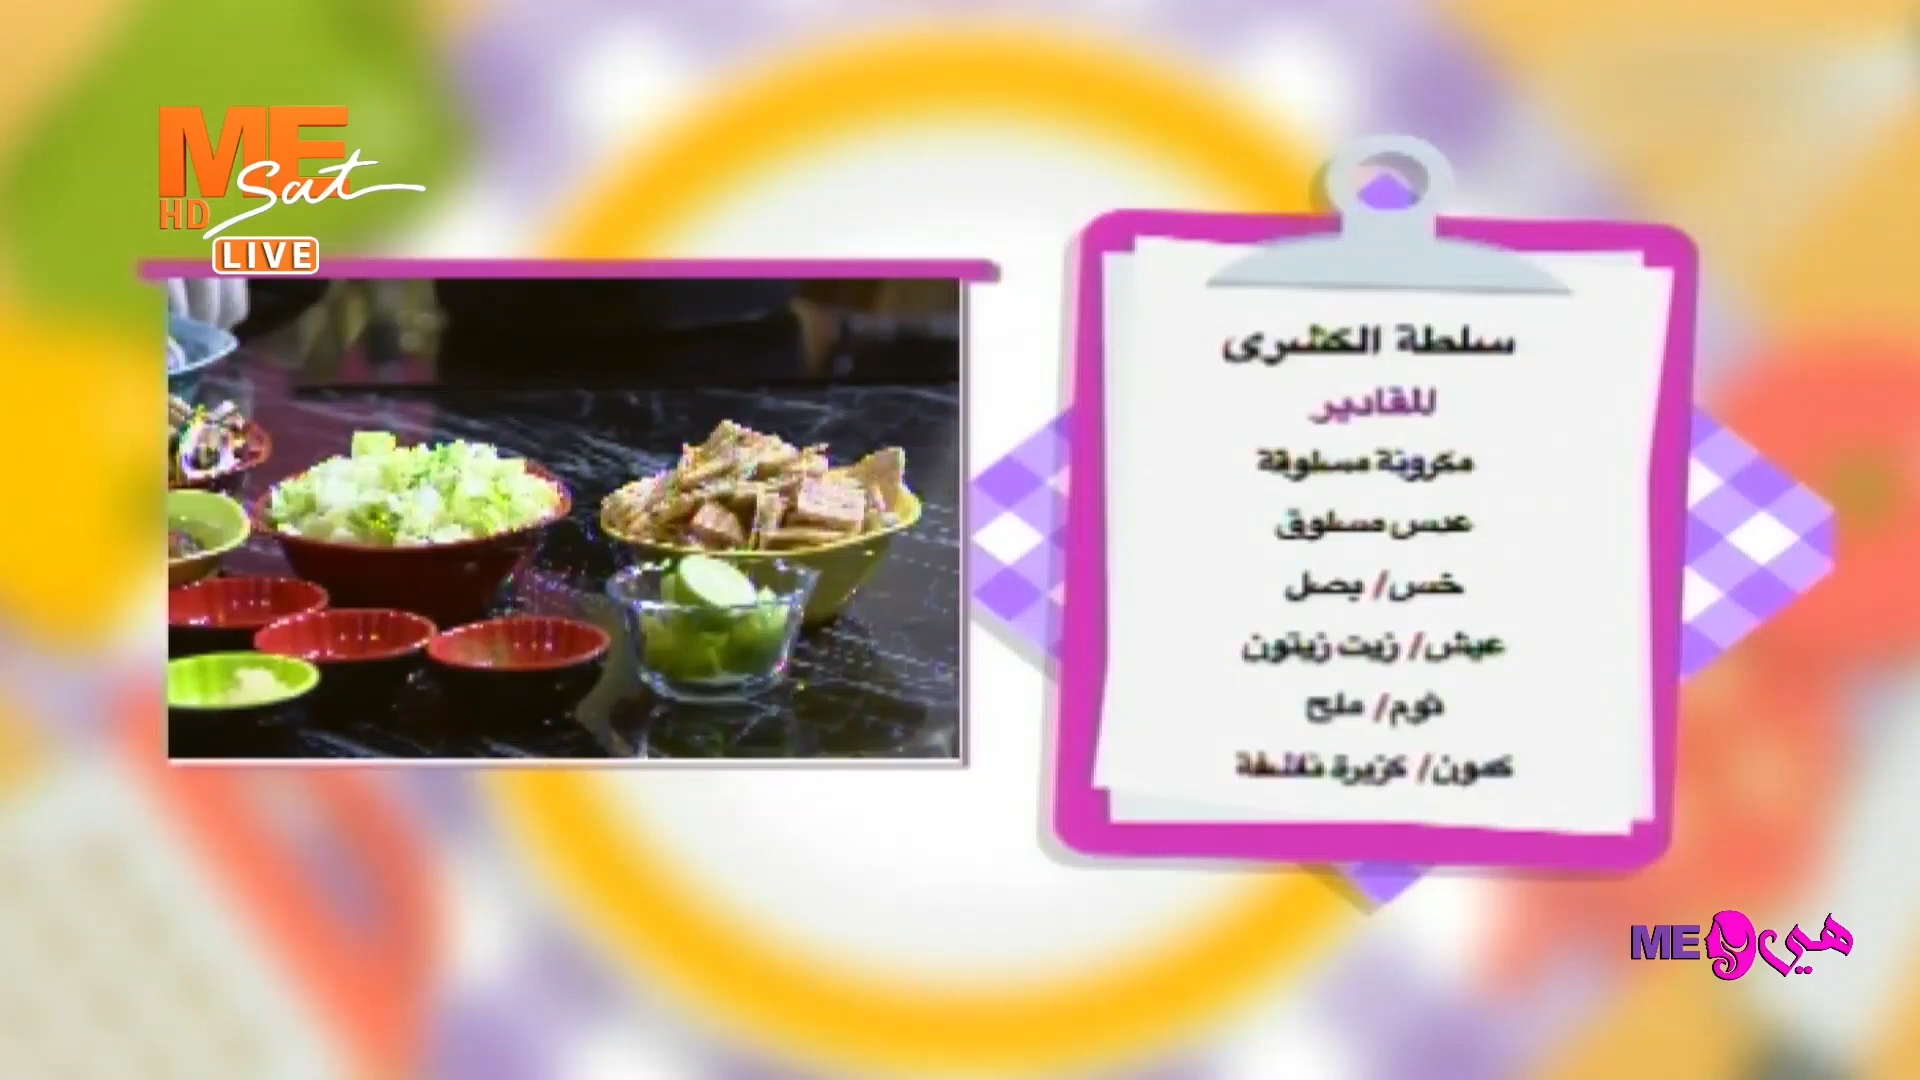 ME
Sat
HD
LIVE
سلطة الكشرى
للقادير
مكرونة مسلوقة
عدس مسلوق
خس/ بصل
عيش/ زيت زيتون
ثوم/ ملح
كمون/ كزبرة ناشفة
ME هي